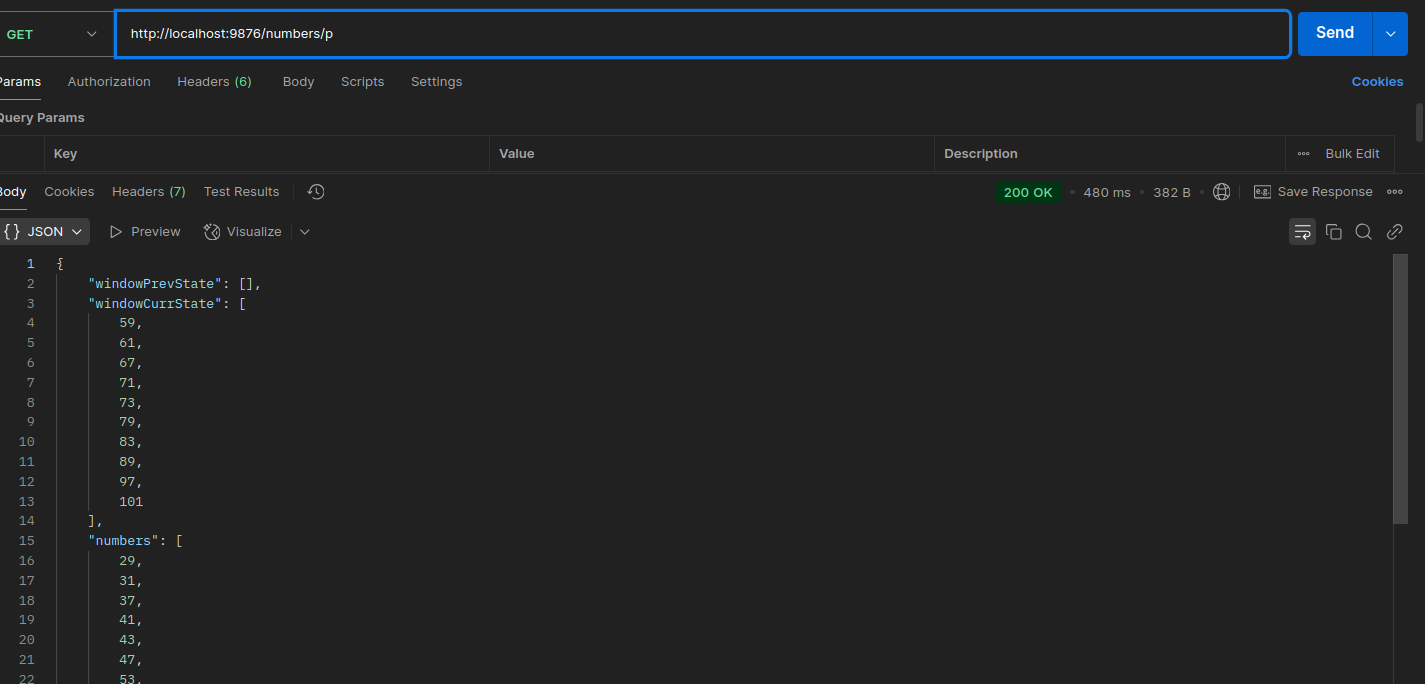 GET http://localhost:9876/numbers/p Send
Params Authorization Headers (6) Body Scripts Settings Cookies
Query Params
Key Value Description Bulk Edit
Body Cookies Headers (7) Test Results 200 OK 480 ms 382 B e.g. Save Response
{} JSON Preview Visualize
1 {
2 "windowPrevState": [],
3 "windowCurrState": [
4 59,
5 61,
6 67,
7 71,
8 73,
9 79,
10 83,
11 89,
12 97,
13 101
14 ],
15 "numbers": [
16 29,
17 31,
18 37,
19 41,
20 43,
21 47,
22 53,